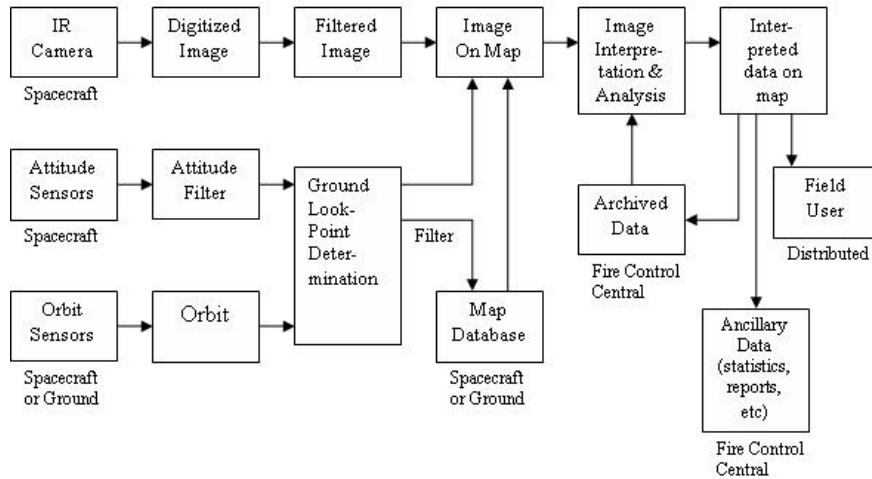 IR
Camera
Spacecraft
Digitized
Image
Filtered
Image
Image
On Map
Image
Interpre-
tation &
Analysis
Inter-
preted
data on
map
Attitude
Sensors
Spacecraft
Attitude
Filter
Ground
Look-
Point
Deter-
mination
Filter
Archived
Data
Fire Control
Central
Field
User
Distributed
Orbit
Sensors
Spacecraft
or Ground
Orbit
Map
Database
Spacecraft
or Ground
Ancillary
Data
(statistics,
reports,
etc)
Fire Control
Central